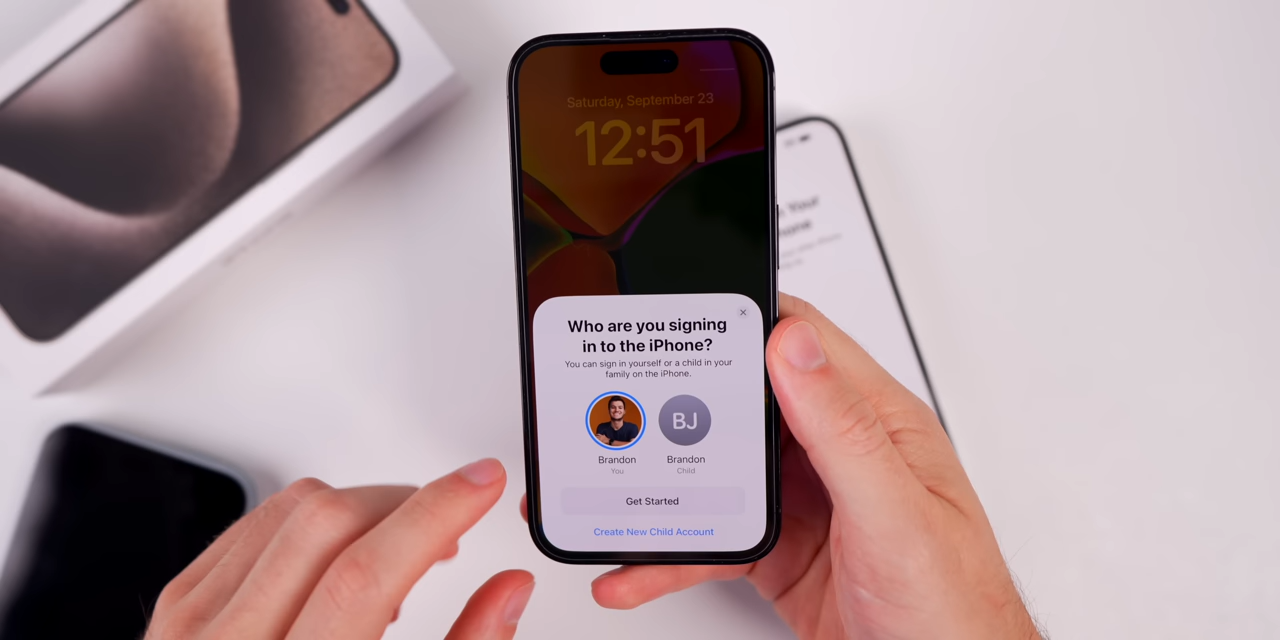 Saturday, September 23
12:51
Who are you signing
in to the iPhone?
You can sign in yourself or a child in your
family on the iPhone.
BJ
Brandon
Brandon
You
Child
Get Started
Create New Child Account
Your